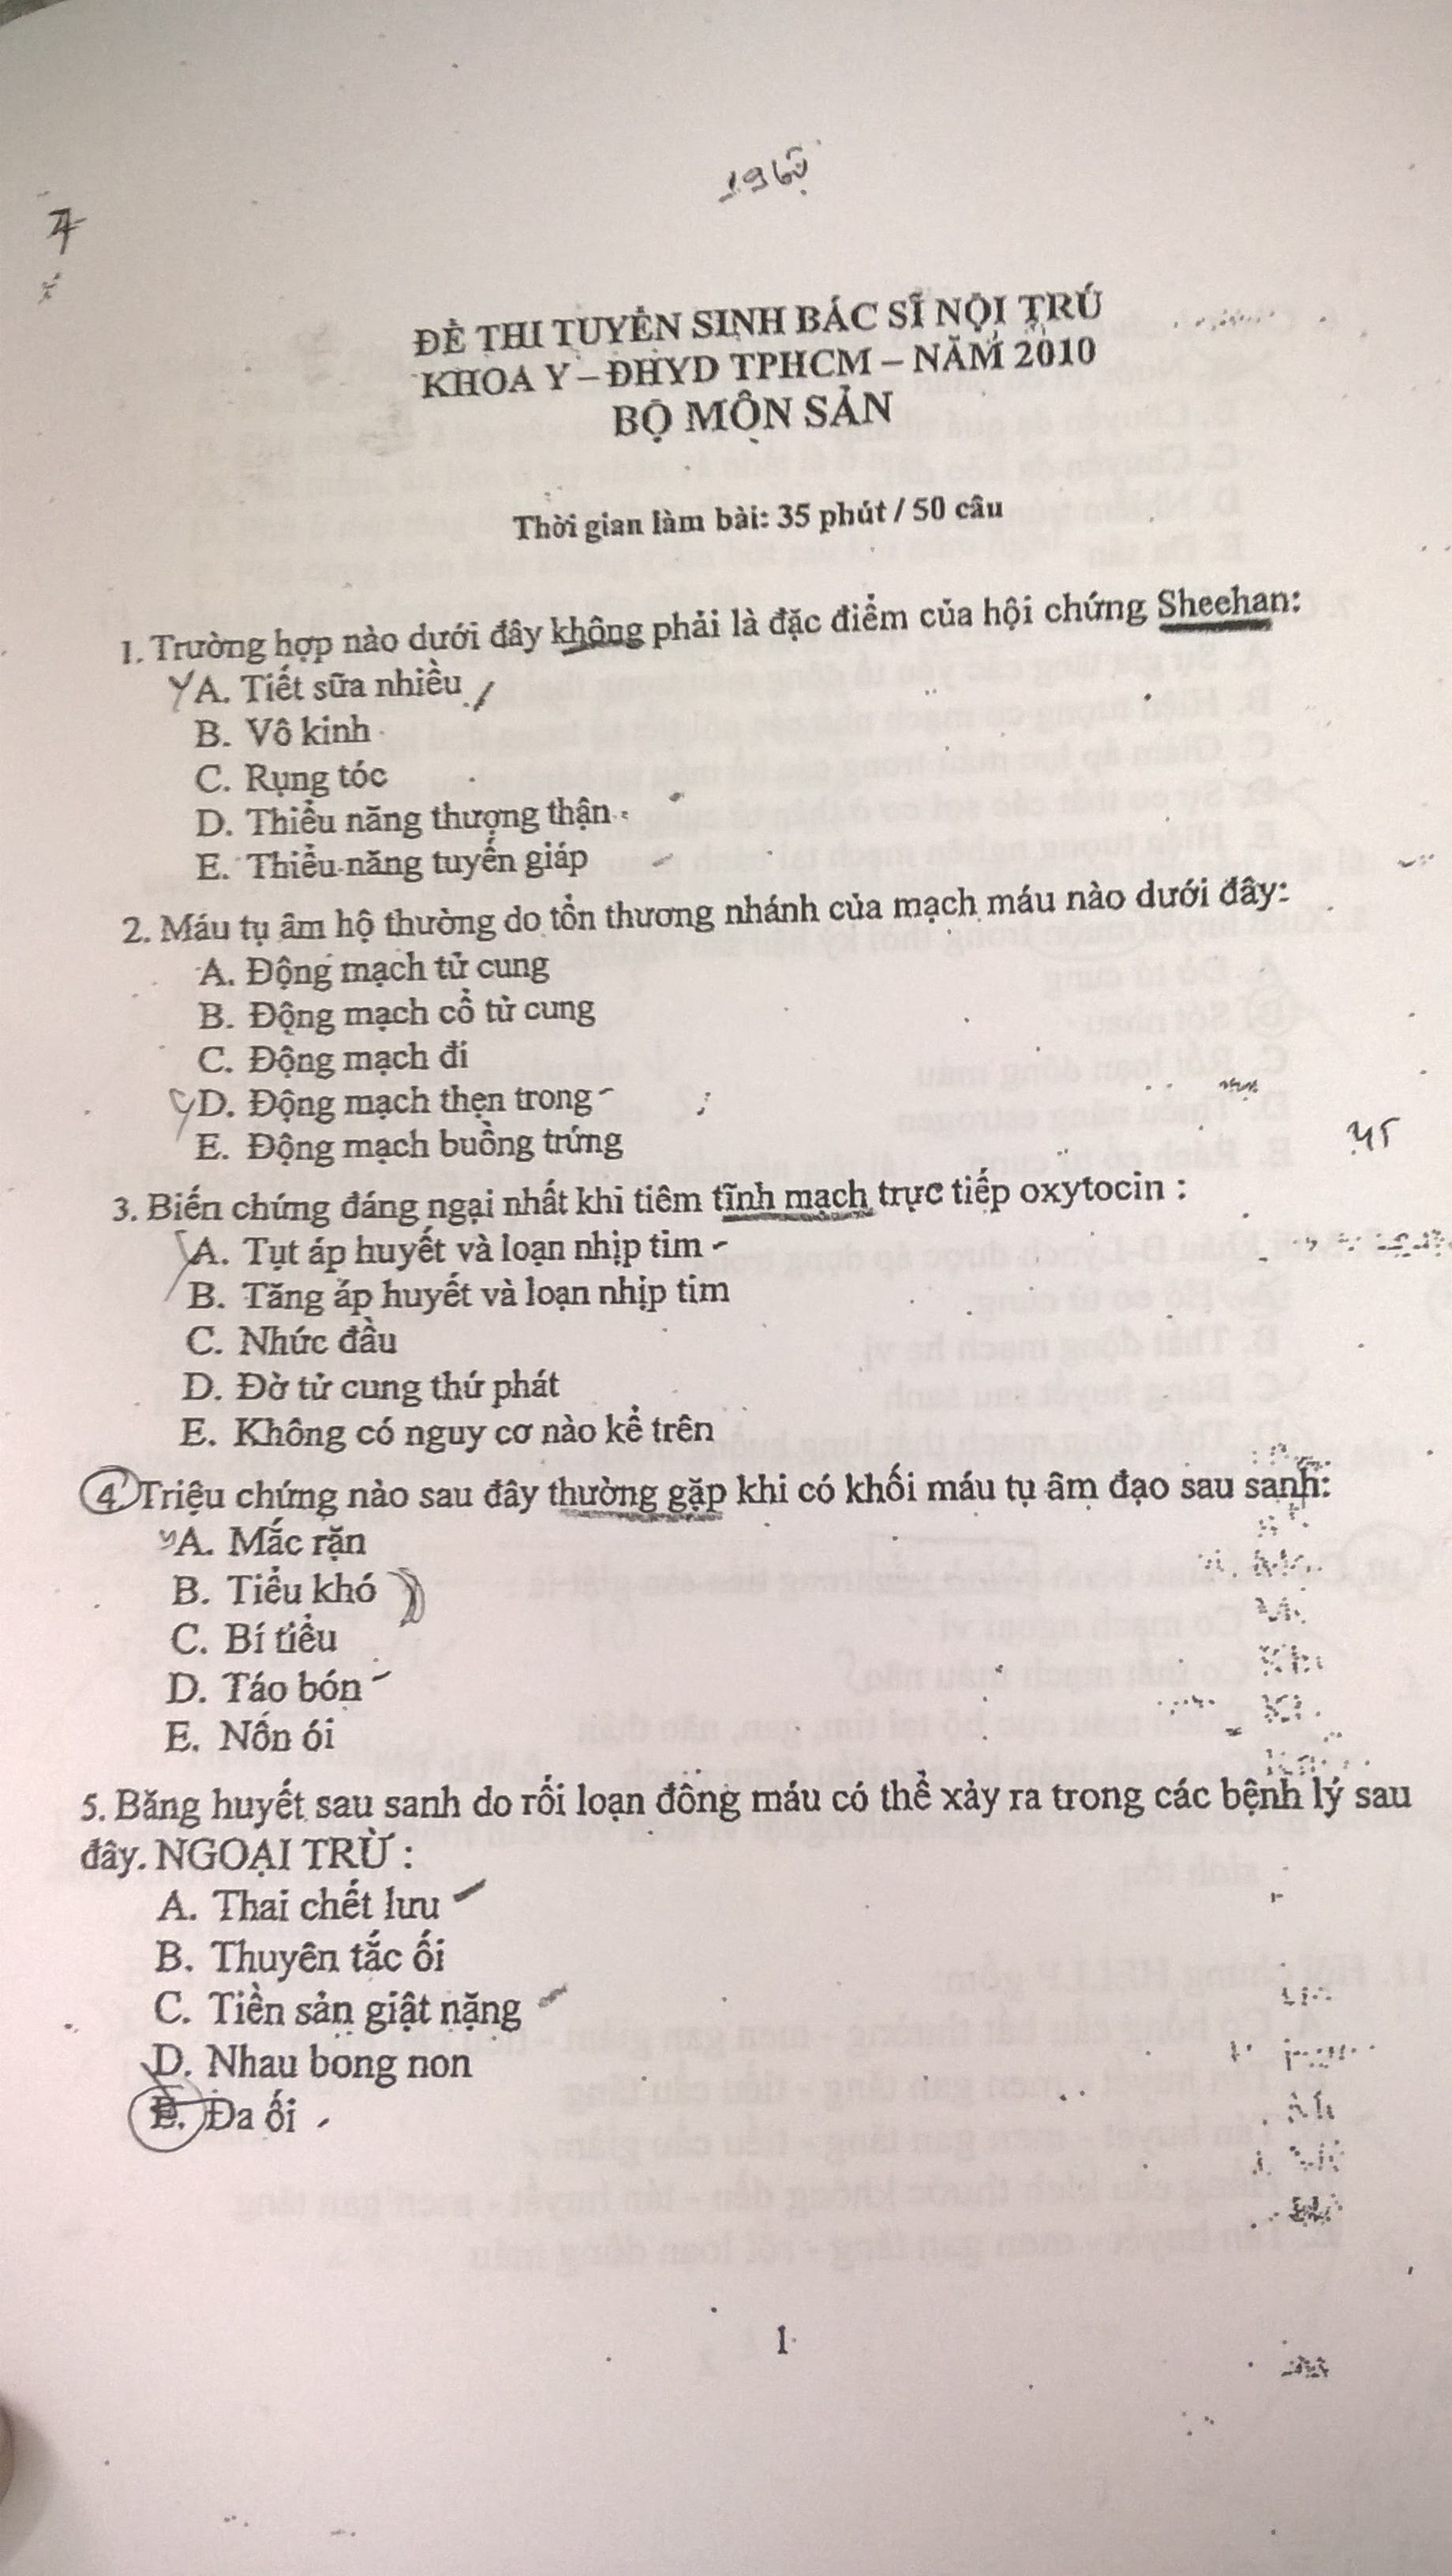 ĐỀ THI TUYỂN SINH BÁC SĨ NỘI TRÚ
KHOA Y – ĐHYD TPHCM – NĂM 2010
BỘ MÔN SẢN
Thời gian làm bài: 35 phút / 50 câu
1. Trường hợp nào dưới đây không phải là đặc điểm của hội chứng Sheehan:
A. Tiết sữa nhiều
B. Vô kinh
C. Rụng tóc
D. Thiểu năng thượng thận
E. Thiểu năng tuyến giáp
2. Máu tụ âm hộ thường do tổn thương nhánh của mạch máu nào dưới đây:
A. Động mạch tử cung
B. Động mạch cổ tử cung
C. Động mạch đi
D. Động mạch thẹn trong
E. Động mạch buồng trứng
3. Biến chứng đáng ngại nhất khi tiêm tĩnh mạch trực tiếp oxytocin :
A. Tụt áp huyết và loạn nhịp tim
B. Tăng áp huyết và loạn nhịp tim
C. Nhức đầu
D. Đờ tử cung thứ phát
E. Không có nguy cơ nào kể trên
4. Triệu chứng nào sau đây thường gặp khi có khối máu tụ âm đạo sau sanh:
A. Mắc rặn
B. Tiểu khó
C. Bí tiểu
D. Táo bón
E. Nôn ói
5. Băng huyết sau sanh do rối loạn đông máu có thể xảy ra trong các bệnh lý sau
đây. NGOẠI TRỪ :
A. Thai chết lưu
B. Thuyên tắc ối
C. Tiền sản giật nặng
D. Nhau bong non
E. Đa ối
1